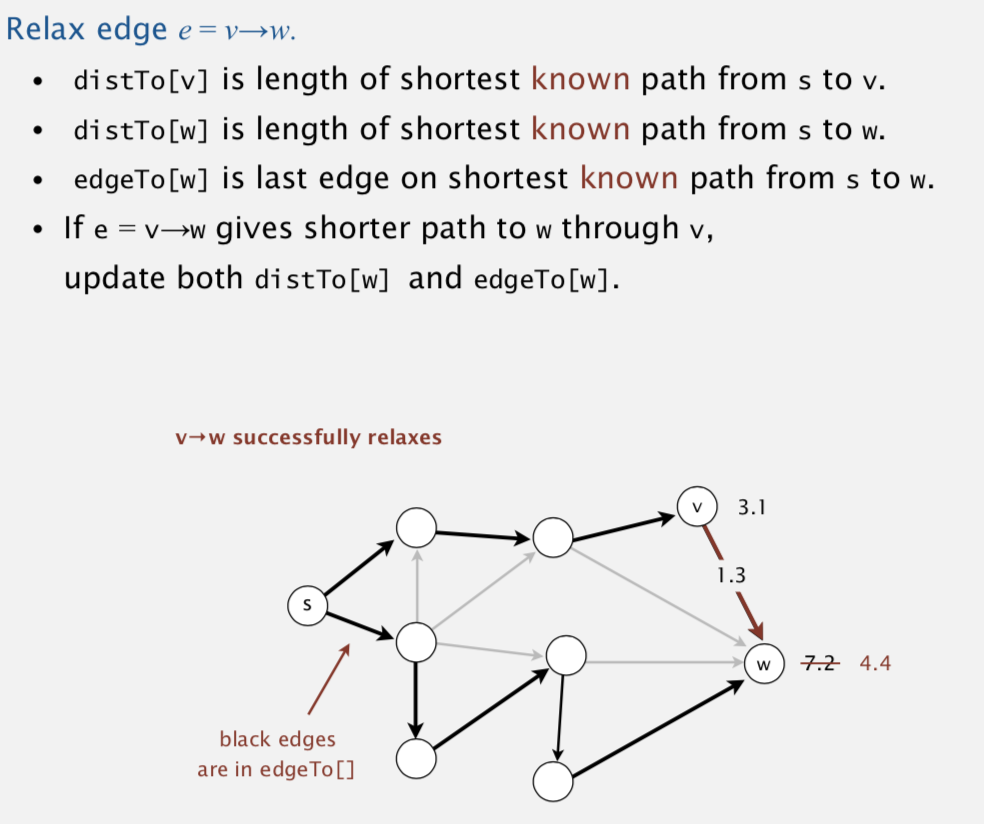 Relax edge e = v→w.
• distTo[v] is length of shortest known path from s to v.
• distTo[w] is length of shortest known path from s to w.
• edgeTo[w] is last edge on shortest known path from s to w.
• If e = v→w gives shorter path to w through v,
update both distTo[w] and edgeTo[w].
v→w successfully relaxes
v 3.1
1.3
s
w 7.2 4.4
black edges
are in edgeTo[]